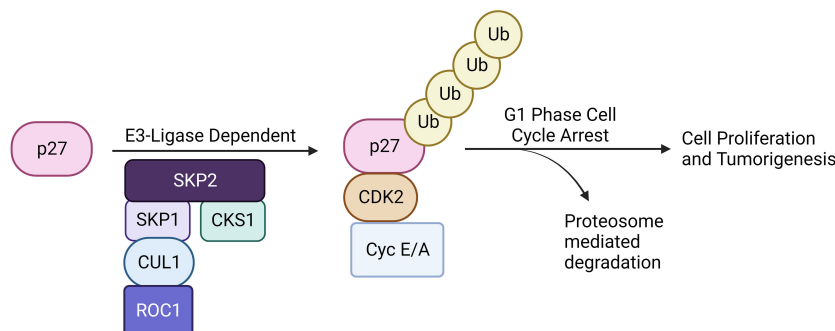 p27
E3-Ligase Dependent
SKP2
SKP1
CKS1
CUL1
ROC1
Ub
Ub
Ub
Ub
p27
CDK2
Cyc E/A
G1 Phase Cell
Cycle Arrest
Cell Proliferation
and Tumorigenesis
Proteosome
mediated
degradation